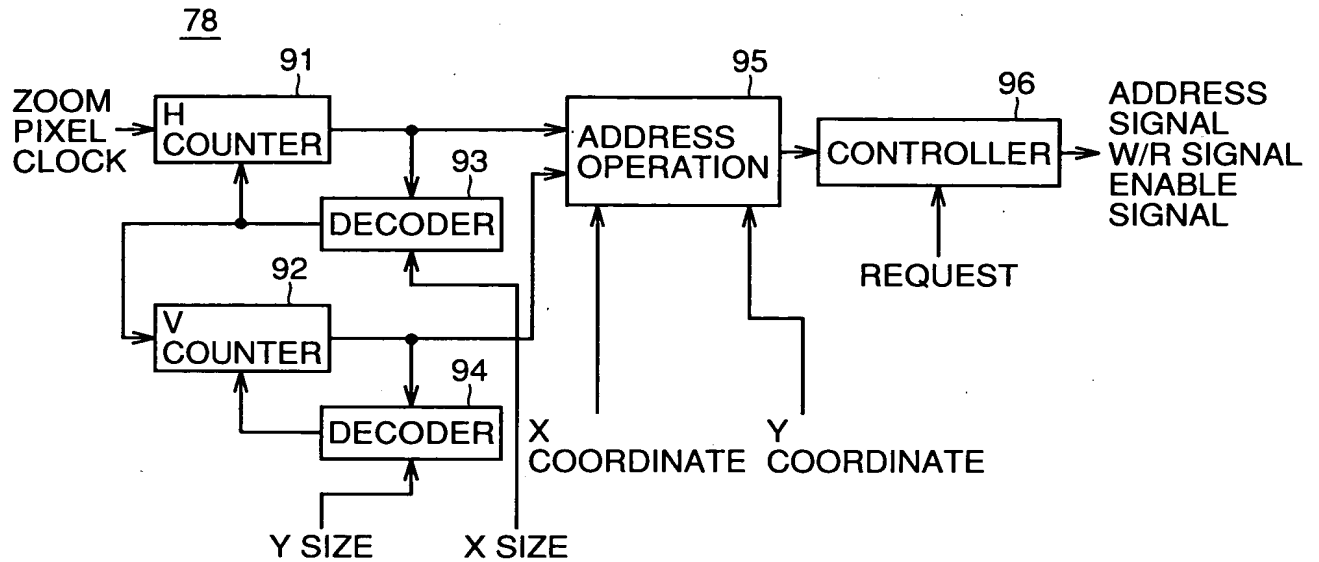 78
91
95
96
ZOOM
PIXEL
CLOCK
H
COUNTER
ADDRESS
OPERATION
CONTROLLER
ADDRESS
SIGNAL
W/R SIGNAL
ENABLE
SIGNAL
93
DECODER
REQUEST
92
V
COUNTER
94
DECODER
X
COORDINATE
Y
COORDINATE
Y SIZE
X SIZE